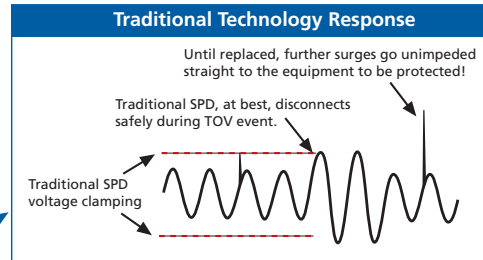 Traditional Technology Response
Until replaced, further surges go unimpeded
straight to the equipment to be protected!
Traditional SPD, at best, disconnects
safely during TOV event.
Traditional SPD
voltage clamping